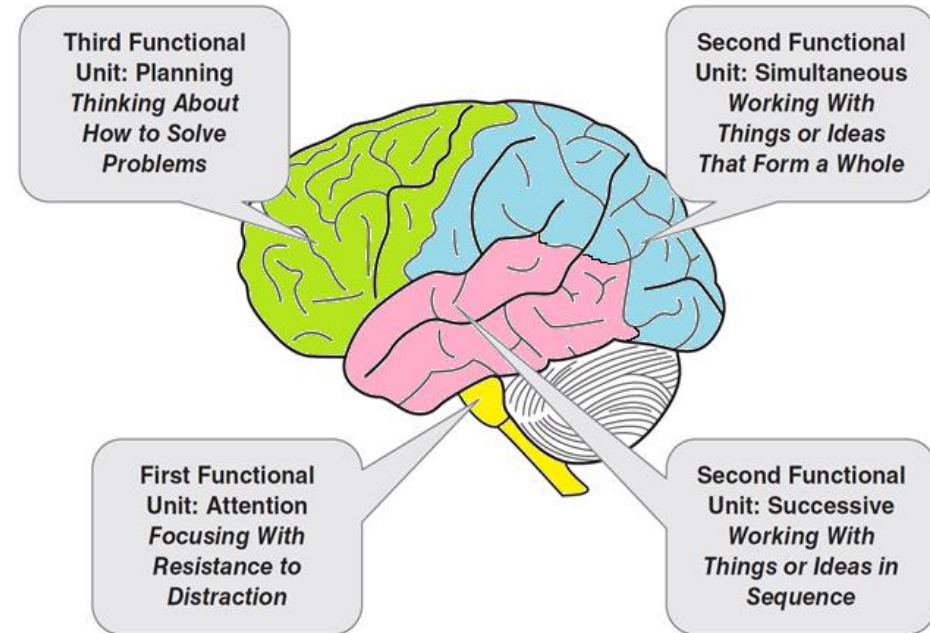 Third Functional
Unit: Planning
Thinking About
How to Solve
Problems
Second Functional
Unit: Simultaneous
Working With
Things or Ideas
That Form a Whole
First Functional
Unit: Attention
Focusing With
Resistance to
Distraction
Second Functional
Unit: Successive
Working With
Things or Ideas in
Sequence